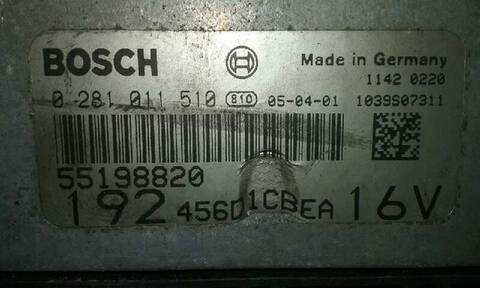 BOSCH Made in Germany
1142 0220
0 281 011 510 810 05-04-01 1039S07311
55198820
192 456D1CBEA 16V